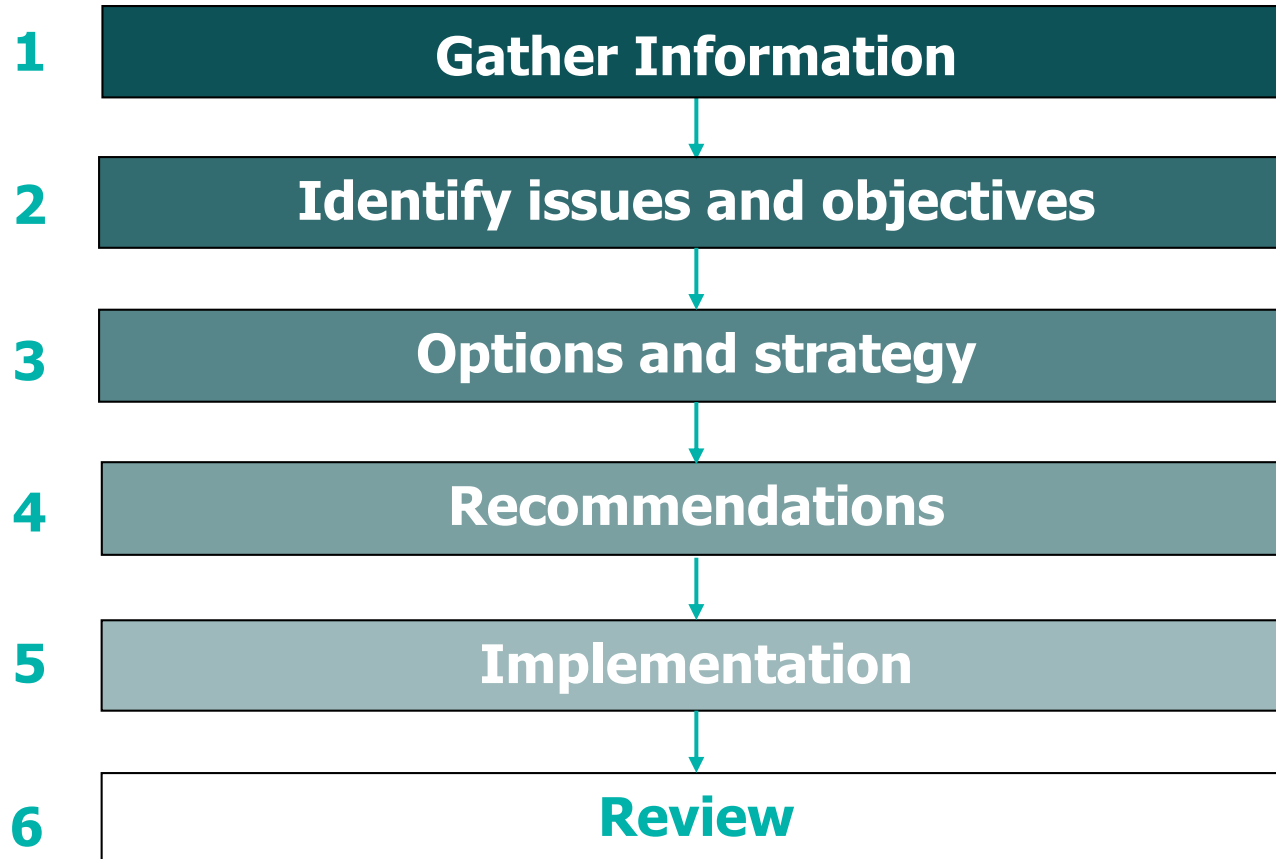 1 Gather Information
2 Identify issues and objectives
3 Options and strategy
4 Recommendations
5 Implementation
6 Review